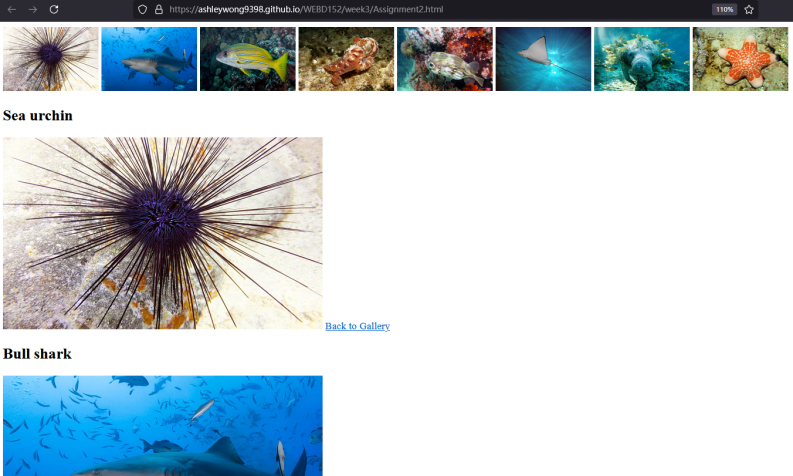 https://ashleywong9398.github.io/WEBD152/week3/Assignment2.html
110%
Sea urchin
Back to Gallery
Bull shark